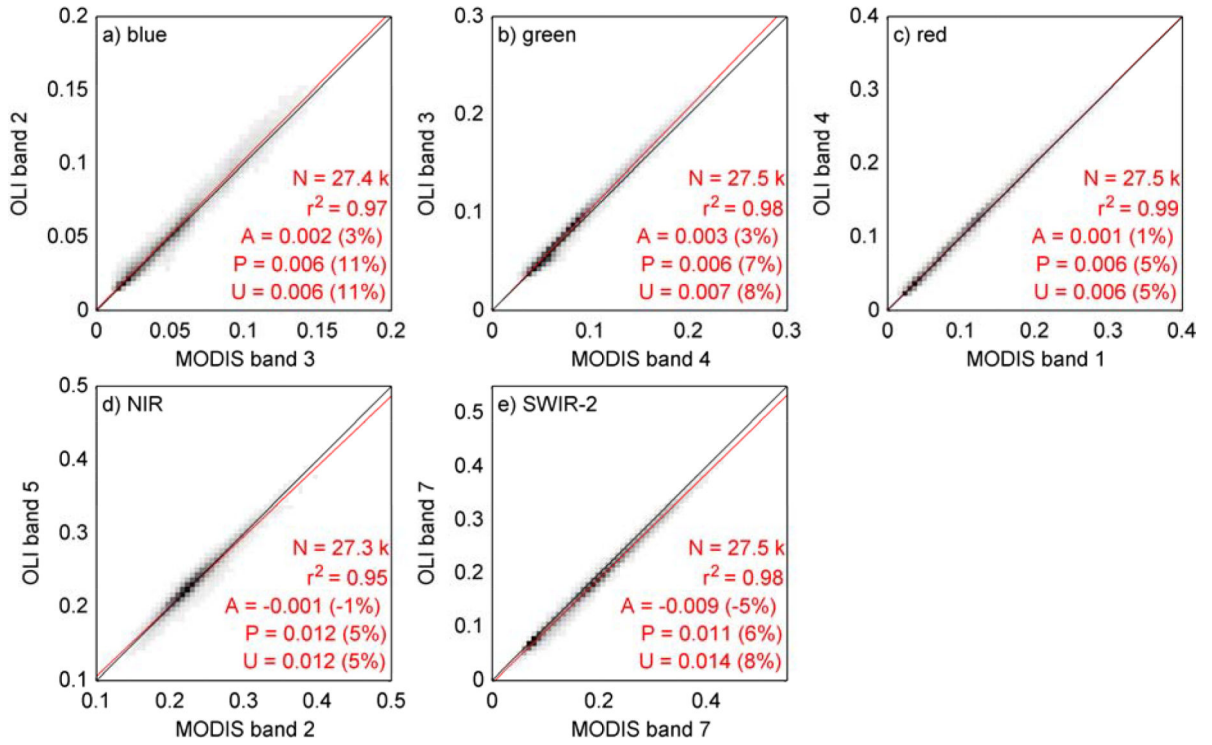 a) blue
OLI band 2
0.2
0.15
0.1
0.05
0
N = 27.4 k
r² = 0.97
A = 0.002 (3%)
P = 0.006 (11%)
U = 0.006 (11%)
0 0.05 0.1 0.15 0.2
MODIS band 3
b) green
OLI band 3
0.3
0.2
0.1
0
N = 27.5 k
r² = 0.98
A = 0.003 (3%)
P = 0.006 (7%)
U = 0.007 (8%)
0 0.1 0.2 0.3
MODIS band 4
c) red
OLI band 4
0.4
0.3
0.2
0.1
0
N = 27.5 k
r² = 0.99
A = 0.001 (1%)
P = 0.006 (5%)
U = 0.006 (5%)
0 0.1 0.2 0.3 0.4
MODIS band 1
d) NIR
OLI band 5
0.5
0.4
0.3
0.2
0.1
N = 27.3 k
r² = 0.95
A = -0.001 (-1%)
P = 0.012 (5%)
U = 0.012 (5%)
0.1 0.2 0.3 0.4 0.5
MODIS band 2
e) SWIR-2
OLI band 7
0.5
0.4
0.3
0.2
0.1
0
N = 27.5 k
r² = 0.98
A = -0.009 (-5%)
P = 0.011 (6%)
U = 0.014 (8%)
0 0.2 0.4
MODIS band 7